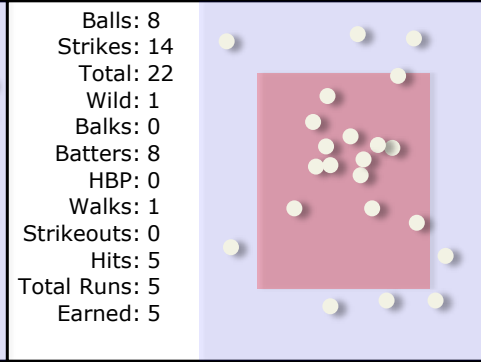 Balls: 8
Strikes: 14
Total: 22
Wild: 1
Balks: 0
Batters: 8
HBP: 0
Walks: 1
Strikeouts: 0
Hits: 5
Total Runs: 5
Earned: 5